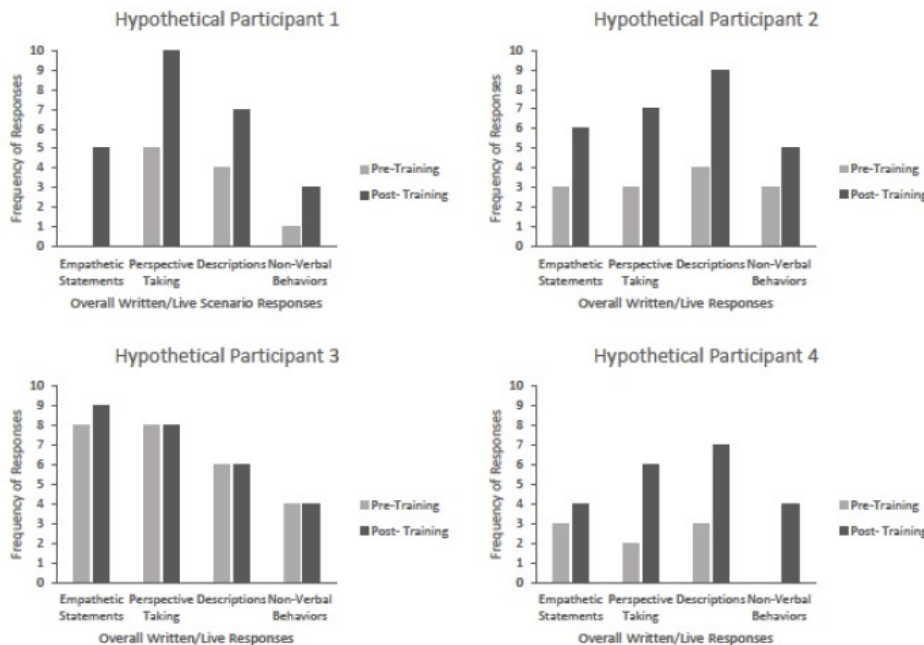 Hypothetical Participant 1
Frequency of Responses
10
9
8
7
6
5
4
3
2
1
0
Empathetic Perspective Descriptions Non-Verbal
Statements Taking Behaviors
Overall Written/Live Scenario Responses
Pre-Training
Post- Training
Hypothetical Participant 2
Frequency of Responses
10
9
8
7
6
5
4
3
2
1
0
Empathetic Perspective Descriptions Non-Verbal
Statements Taking Behaviors
Overall Written/Live Responses
Pre-Training
Post- Training
Hypothetical Participant 3
Frequency of Responses
10
9
8
7
6
5
4
3
2
1
0
Empathetic Perspective Descriptions Non-Verbal
Statements Taking Behaviors
Overall Written/Live Responses
Pre-Training
Post- Training
Hypothetical Participant 4
Frequency of Responses
10
9
8
7
6
5
4
3
2
1
0
Empathetic Perspective Descriptions Non-Verbal
Statements Taking Behaviors
Overall Written/Live Responses
Pre-Training
Post- Training